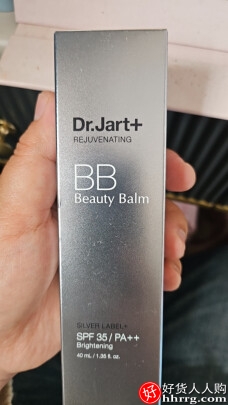 Dr.Jart+
REJUVENATING
BB
Beauty Balm
SILVER LABEL+
SPF 35 / PA++
Brightening
40 mL / 1.35 fl. oz.
好货人人购
hhrrg.com